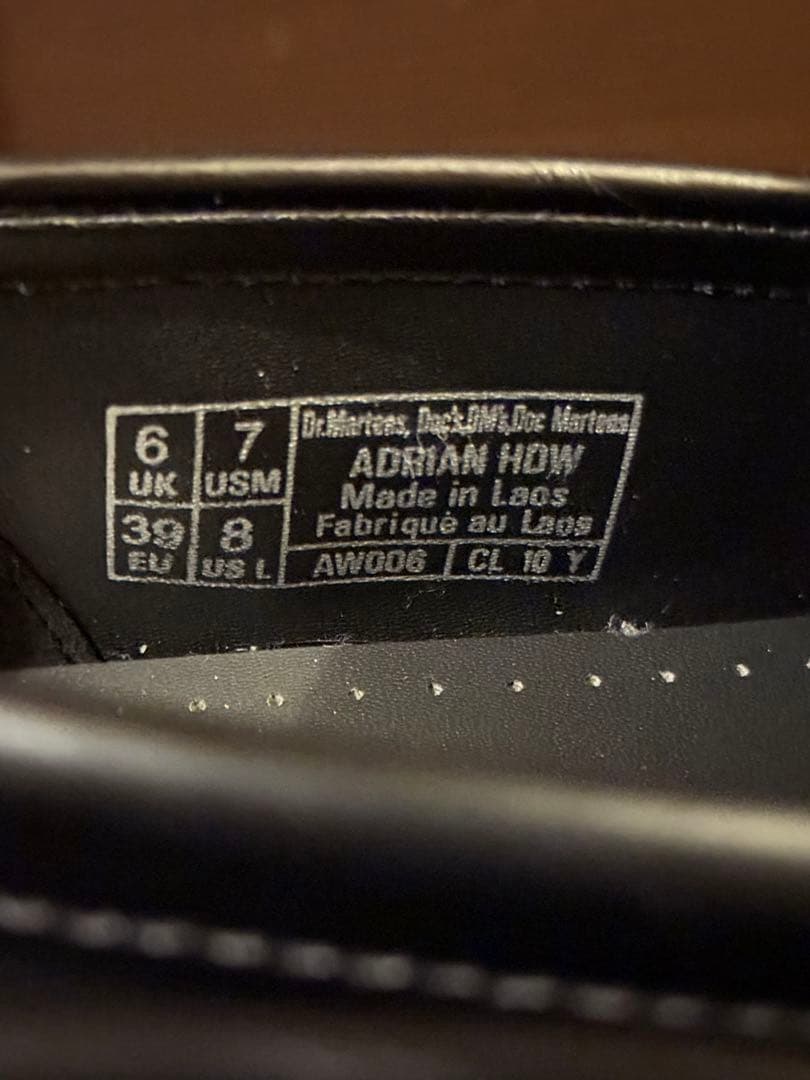 6 UK
7 USM
39 EU
8 US L
Dr.Martens, Doc's,DM's,Doc Martens
ADRIAN HDW
Made in Laos
Fabriqué au Laos
AW006
CL 10 Y